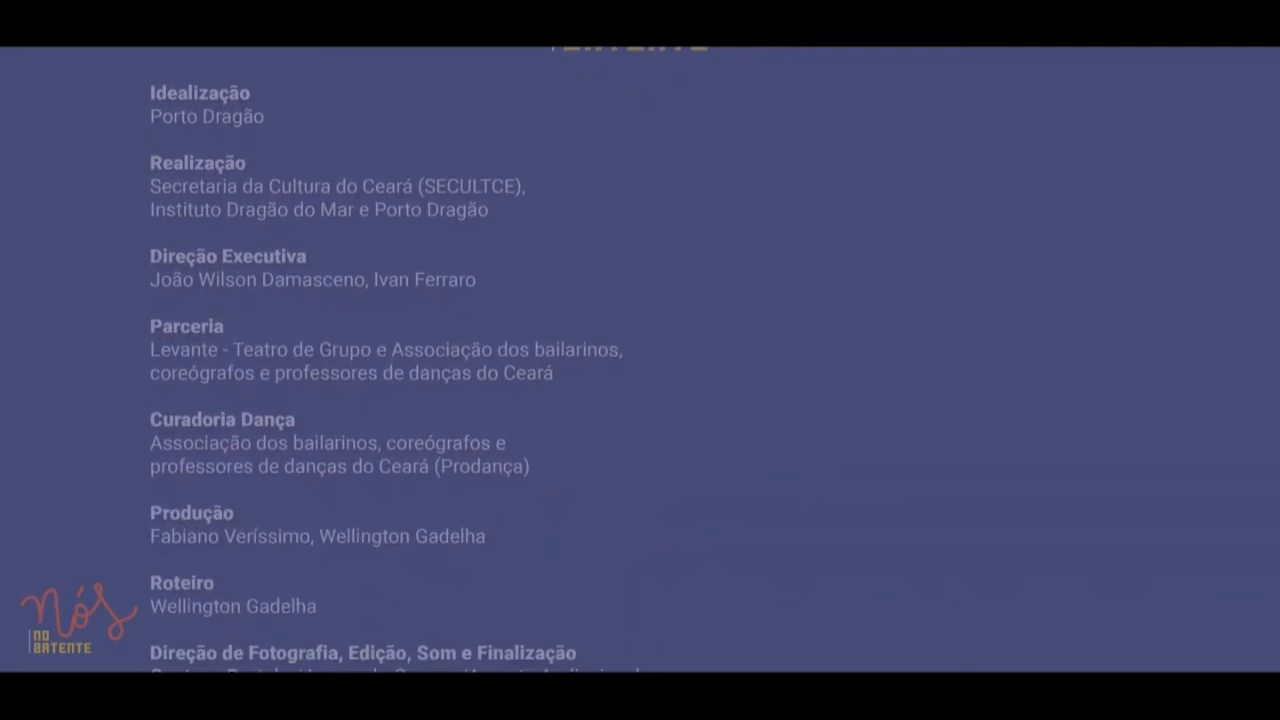 BATENTE
Idealização
Porto Dragão
Realização
Secretaria da Cultura do Ceará (SECULTCE),
Instituto Dragão do Mar e Porto Dragão
Direção Executiva
João Wilson Damasceno, Ivan Ferraro
Parceria
Levante - Teatro de Grupo e Associação dos bailarinos,
coreógrafos e professores de danças do Ceará
Curadoria Dança
Associação dos bailarinos, coreógrafos e
professores de danças do Ceará (Prodança)
Produção
Fabiano Veríssimo, Wellington Gadelha
Roteiro
Wellington Gadelha
Direção de Fotografia, Edição, Som e Finalização
nós
NO
BATENTE